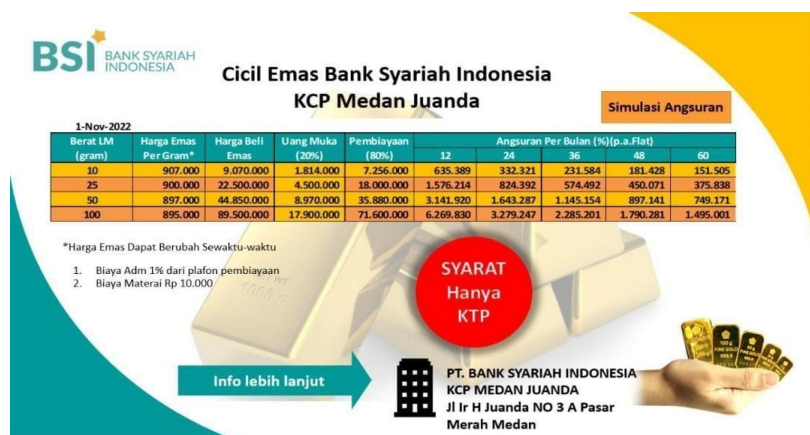 BSI BANK SYARIAH
INDONESIA
Cicil Emas Bank Syariah Indonesia
KCP Medan Juanda
Simulasi Angsuran
1-Nov-2022
Berat LM Harga Emas Harga Beli Uang Muka Pembiayaan Angsuran Per Bulan (%)(p.a.Flat)
(gram) Per Gram* Emas (20%) (80%) 12 24 36 48 60
10 907.000 9.070.000 1.814.000 7.256.000 635.389 332.321 231.584 181.428 151.505
25 900.000 22.500.000 4.500.000 18.000.000 1.576.214 824.392 574.492 450.071 375.838
50 897.000 44.850.000 8.970.000 35.880.000 3.141.920 1.643.287 1.145.154 897.141 749.171
100 895.000 89.500.000 17.900.000 71.600.000 6.269.830 3.279.247 2.285.201 1.790.281 1.495.001
*Harga Emas Dapat Berubah Sewaktu-waktu
1. Biaya Adm 1% dari plafon pembiayaan
2. Biaya Materai Rp 10.000
1000 g
SYARAT
Hanya
KTP
Info lebih lanjut
PT. BANK SYARIAH INDONESIA
KCP MEDAN JUANDA
Jl Ir H Juanda NO 3 A Pasar
Merah Medan